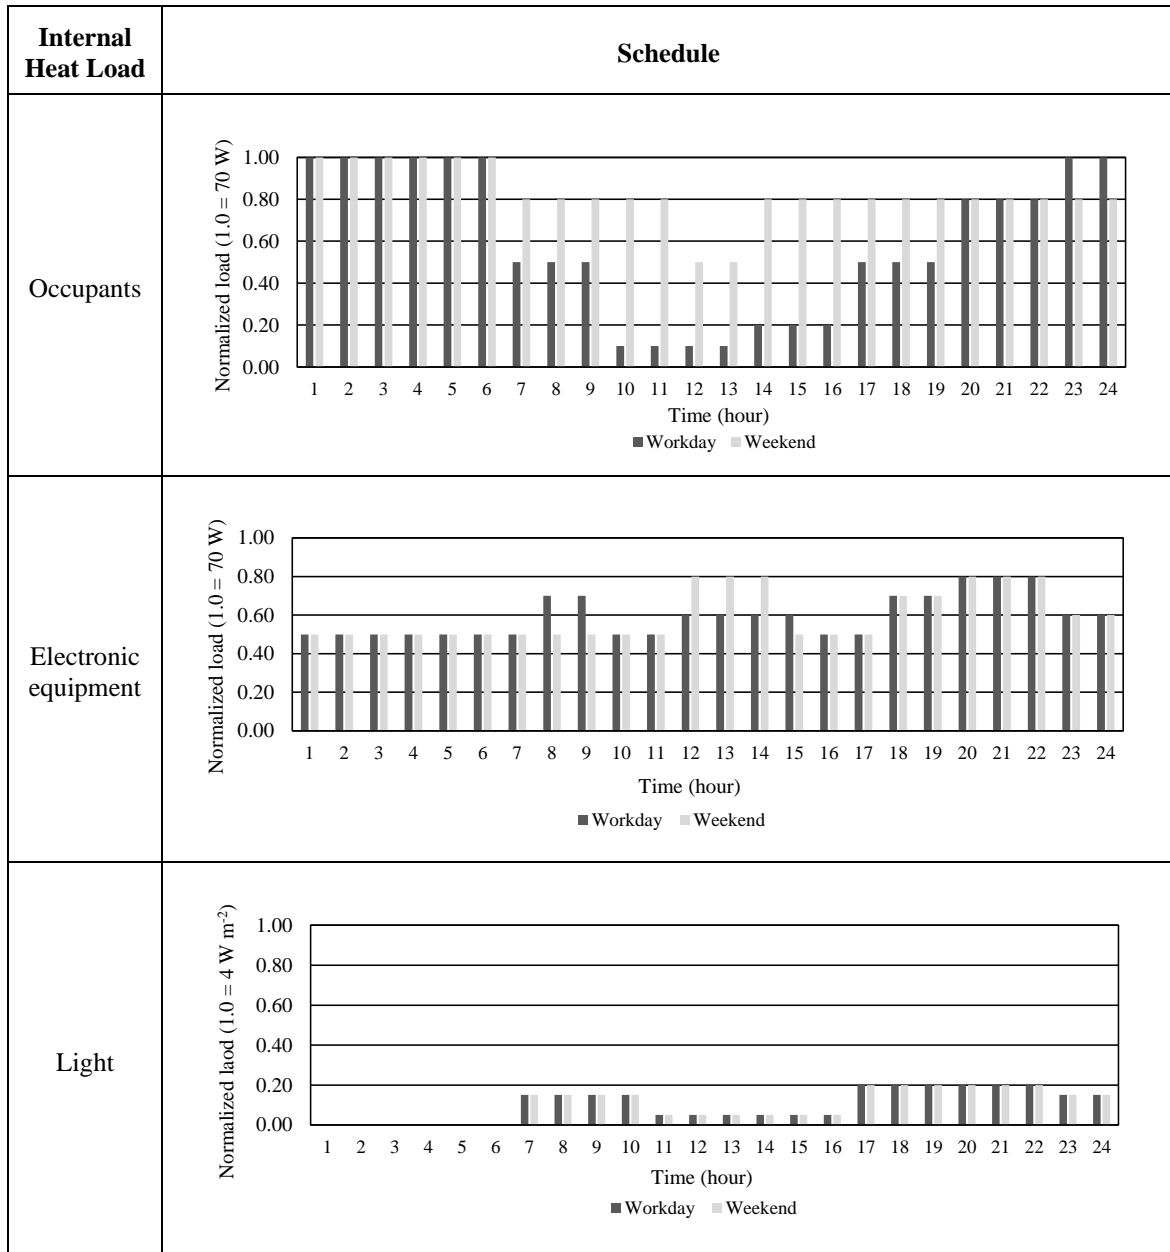 Internal
Heat Load
Schedule
Occupants
Normalized load (1.0 = 70 W)
1.00
0.80
0.60
0.40
0.20
0.00
1 2 3 4 5 6 7 8 9 10 11 12 13 14 15 16 17 18 19 20 21 22 23 24
Time (hour)
Workday Weekend
Electronic
equipment
Normalized load (1.0 = 70 W)
1.00
0.80
0.60
0.40
0.20
0.00
1 2 3 4 5 6 7 8 9 10 11 12 13 14 15 16 17 18 19 20 21 22 23 24
Time (hour)
Workday Weekend
Light
Normalized laod (1.0 = 4 W m-2)
1.00
0.80
0.60
0.40
0.20
0.00
1 2 3 4 5 6 7 8 9 10 11 12 13 14 15 16 17 18 19 20 21 22 23 24
Time (hour)
Workday Weekend